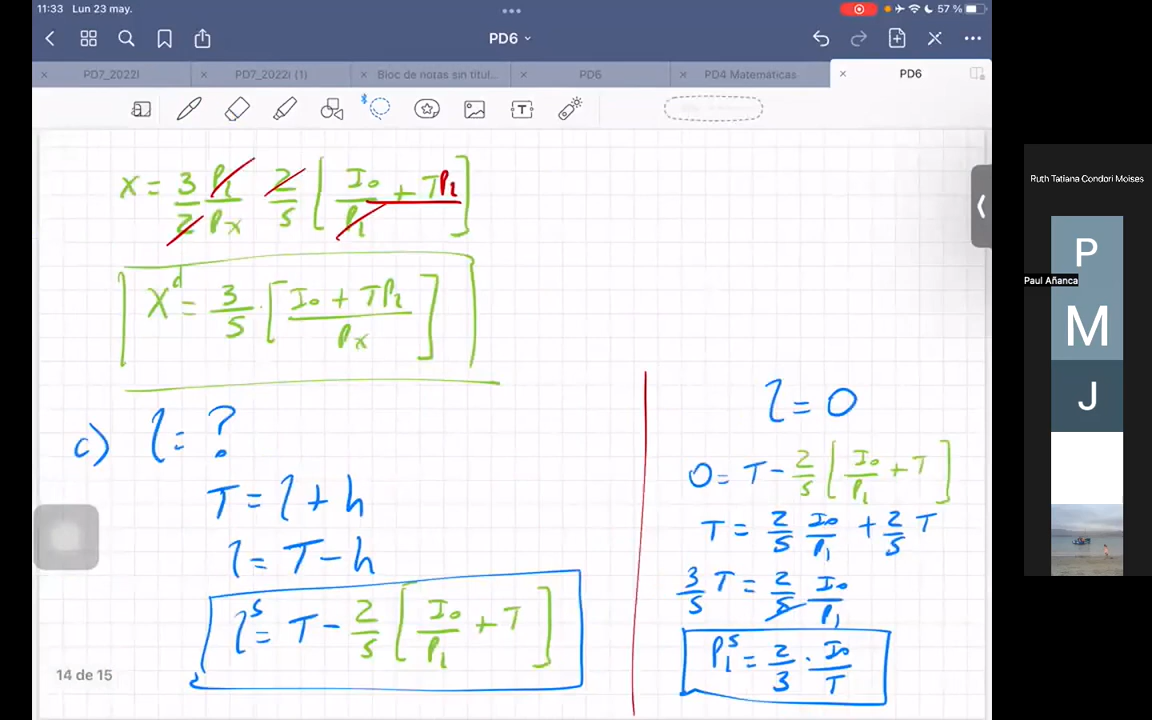 11:33 Lun 23 may.
57 %
PD6
PD7_2022I
PD7_2022I (1)
Bloc de notas sin titul...
PD6
PD4 Matemáticas
PD6
x = 3/2 P₁/Px 2/5 [ I₀/P₁ + TP₁ ]
Xᵈ = 3/5 · [ (I₀ + TP₁)/Px ]
c) l = ?
T = l + h
l = T - h
lˢ = T - 2/5 [ I₀/P₁ + T ]
l = 0
0 = T - 2/5 [ I₀/P₁ + T ]
T = 2/5 I₀/P₁ + 2/5 T
3/5 T = 2/5 I₀/P₁
P₁ˢ = 2/3 · I₀/T
14 de 15
Ruth Tatiana Condori Moises
P
Paul Añanca
M
J